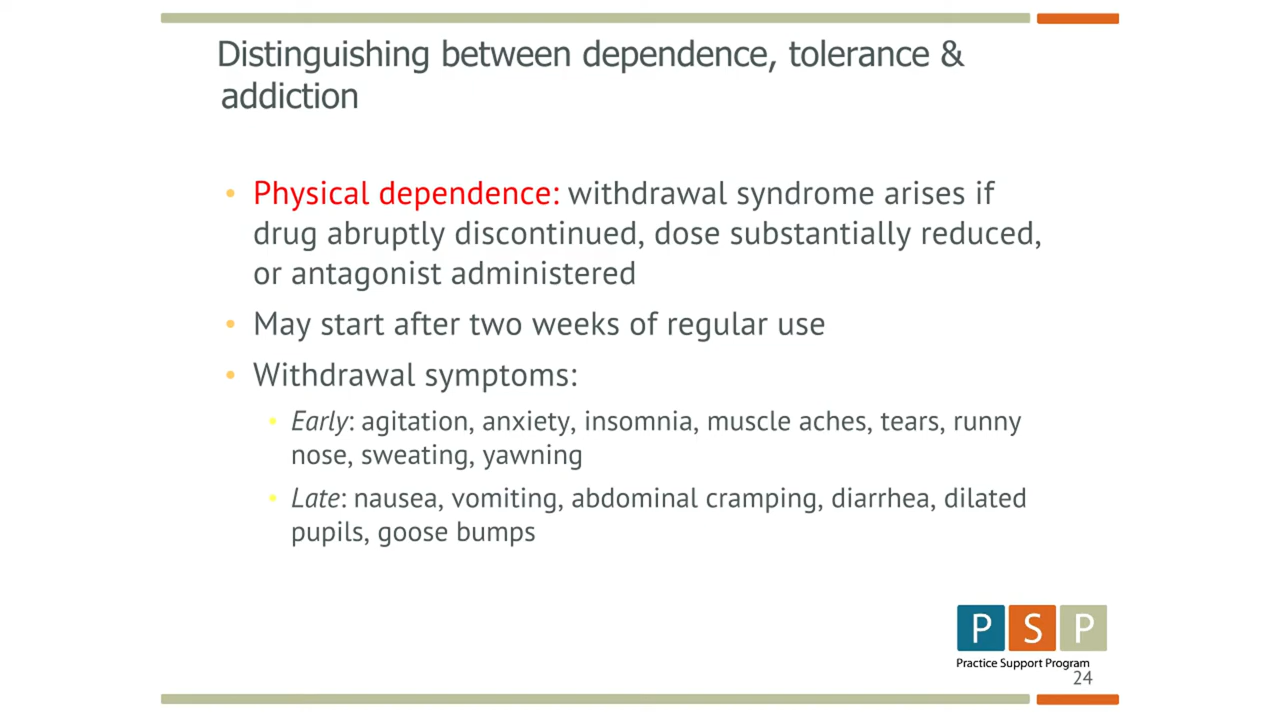 Distinguishing between dependence, tolerance &
addiction
• Physical dependence: withdrawal syndrome arises if
drug abruptly discontinued, dose substantially reduced,
or antagonist administered
• May start after two weeks of regular use
• Withdrawal symptoms:
• Early: agitation, anxiety, insomnia, muscle aches, tears, runny
nose, sweating, yawning
• Late: nausea, vomiting, abdominal cramping, diarrhea, dilated
pupils, goose bumps
P S P
Practice Support Program
24